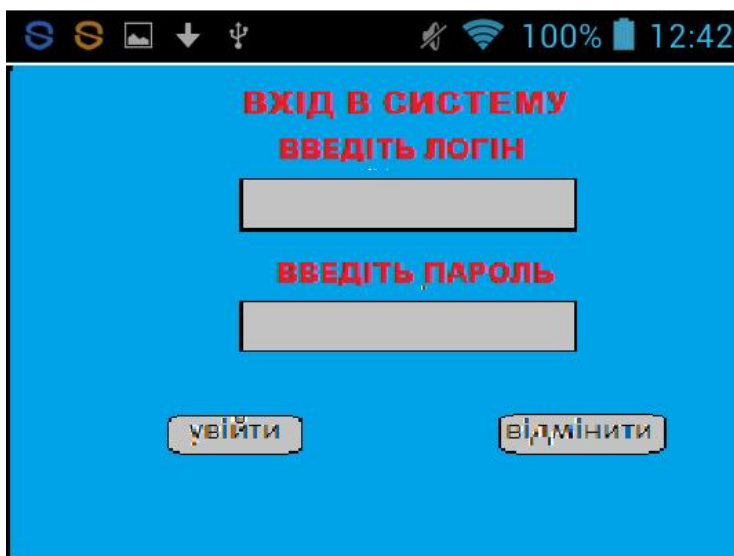 100% 12:42
ВХІД В СИСТЕМУ
ВВЕДІТЬ ЛОГІН
ВВЕДІТЬ ПАРОЛЬ
увійти відмінити